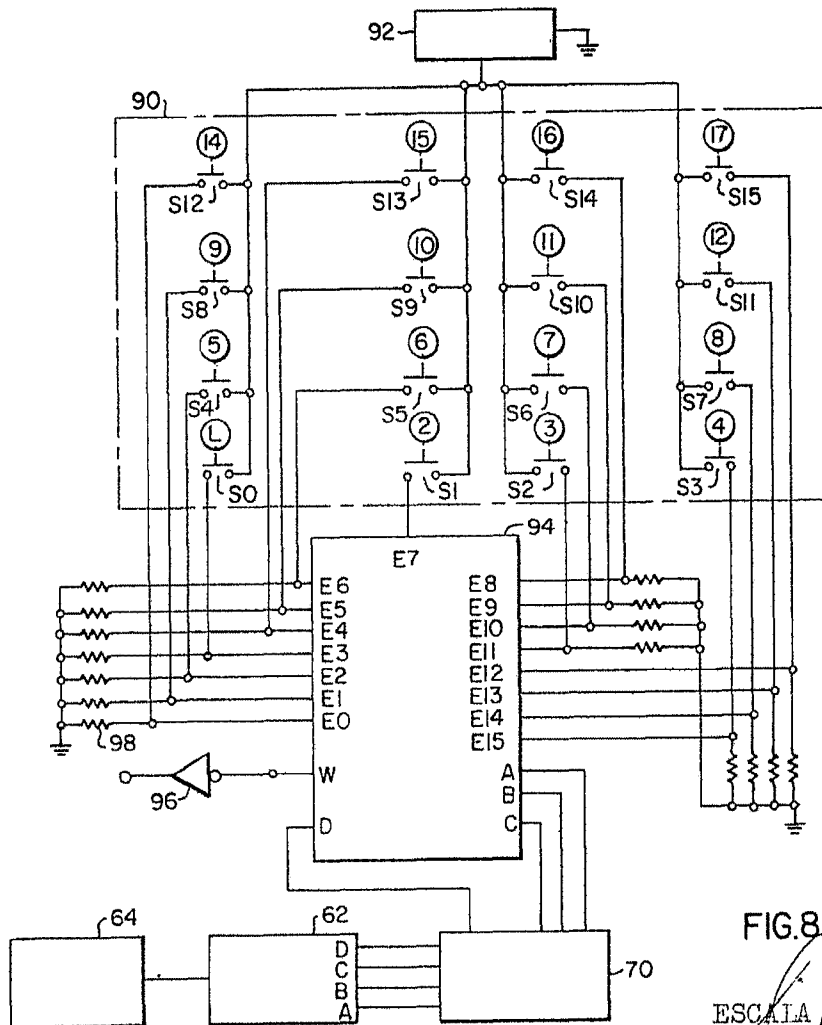 92
90
14 15 16 17
S12 S13 S14 S15
9 10 11 12
S8 S9 S10 S11
5 6 7 8
S4 S5 S6 S7
L 2 3 4
S0 S1 S2 S3
94
E7
E6 E8
E5 E9
E4 E10
E3 E11
E2 E12
E1 E13
E0 E14
E15
98
W A
96 B
D C
64 62
D
C
B
A
70
FIG.8
ESCALA